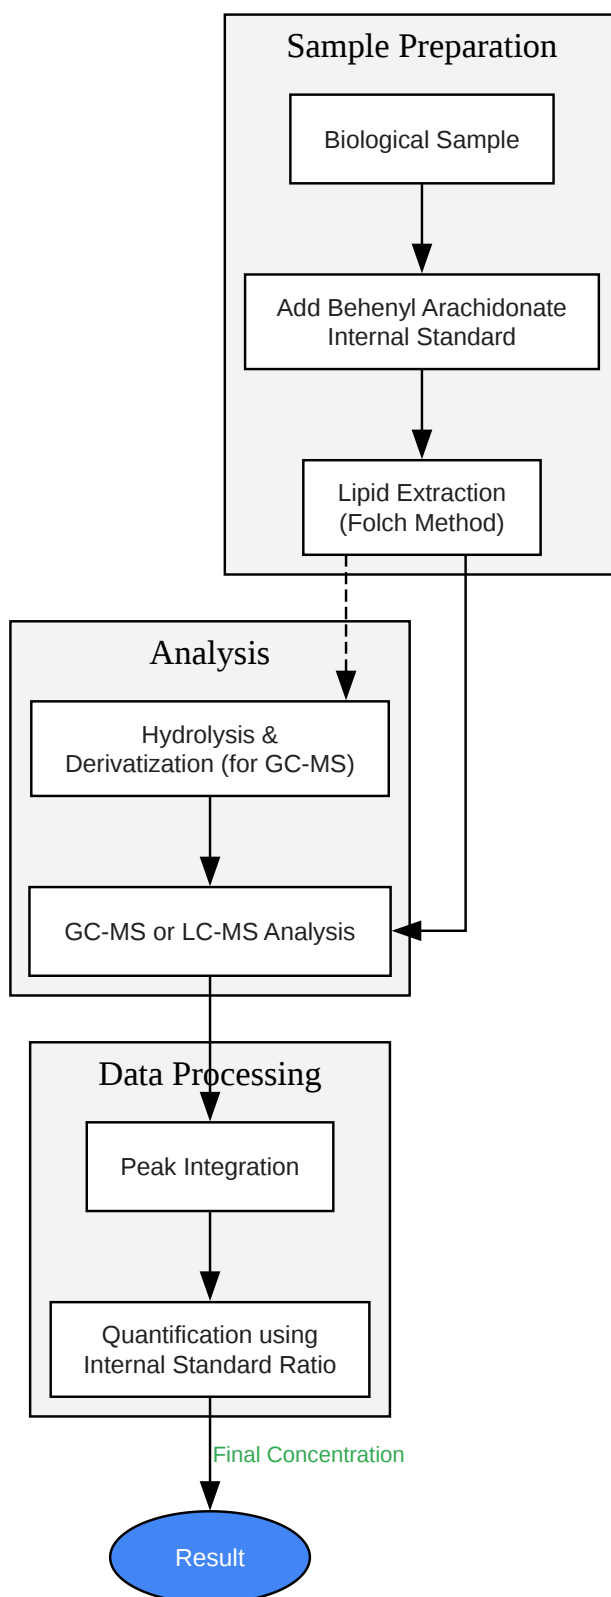 Sample Preparation
Biological Sample
Add Behenyl Arachidonate
Internal Standard
Lipid Extraction
(Folch Method)
Analysis
Hydrolysis &
Derivatization (for GC-MS)
GC-MS or LC-MS Analysis
Data Processing
Peak Integration
Quantification using
Internal Standard Ratio
Final Concentration
Result